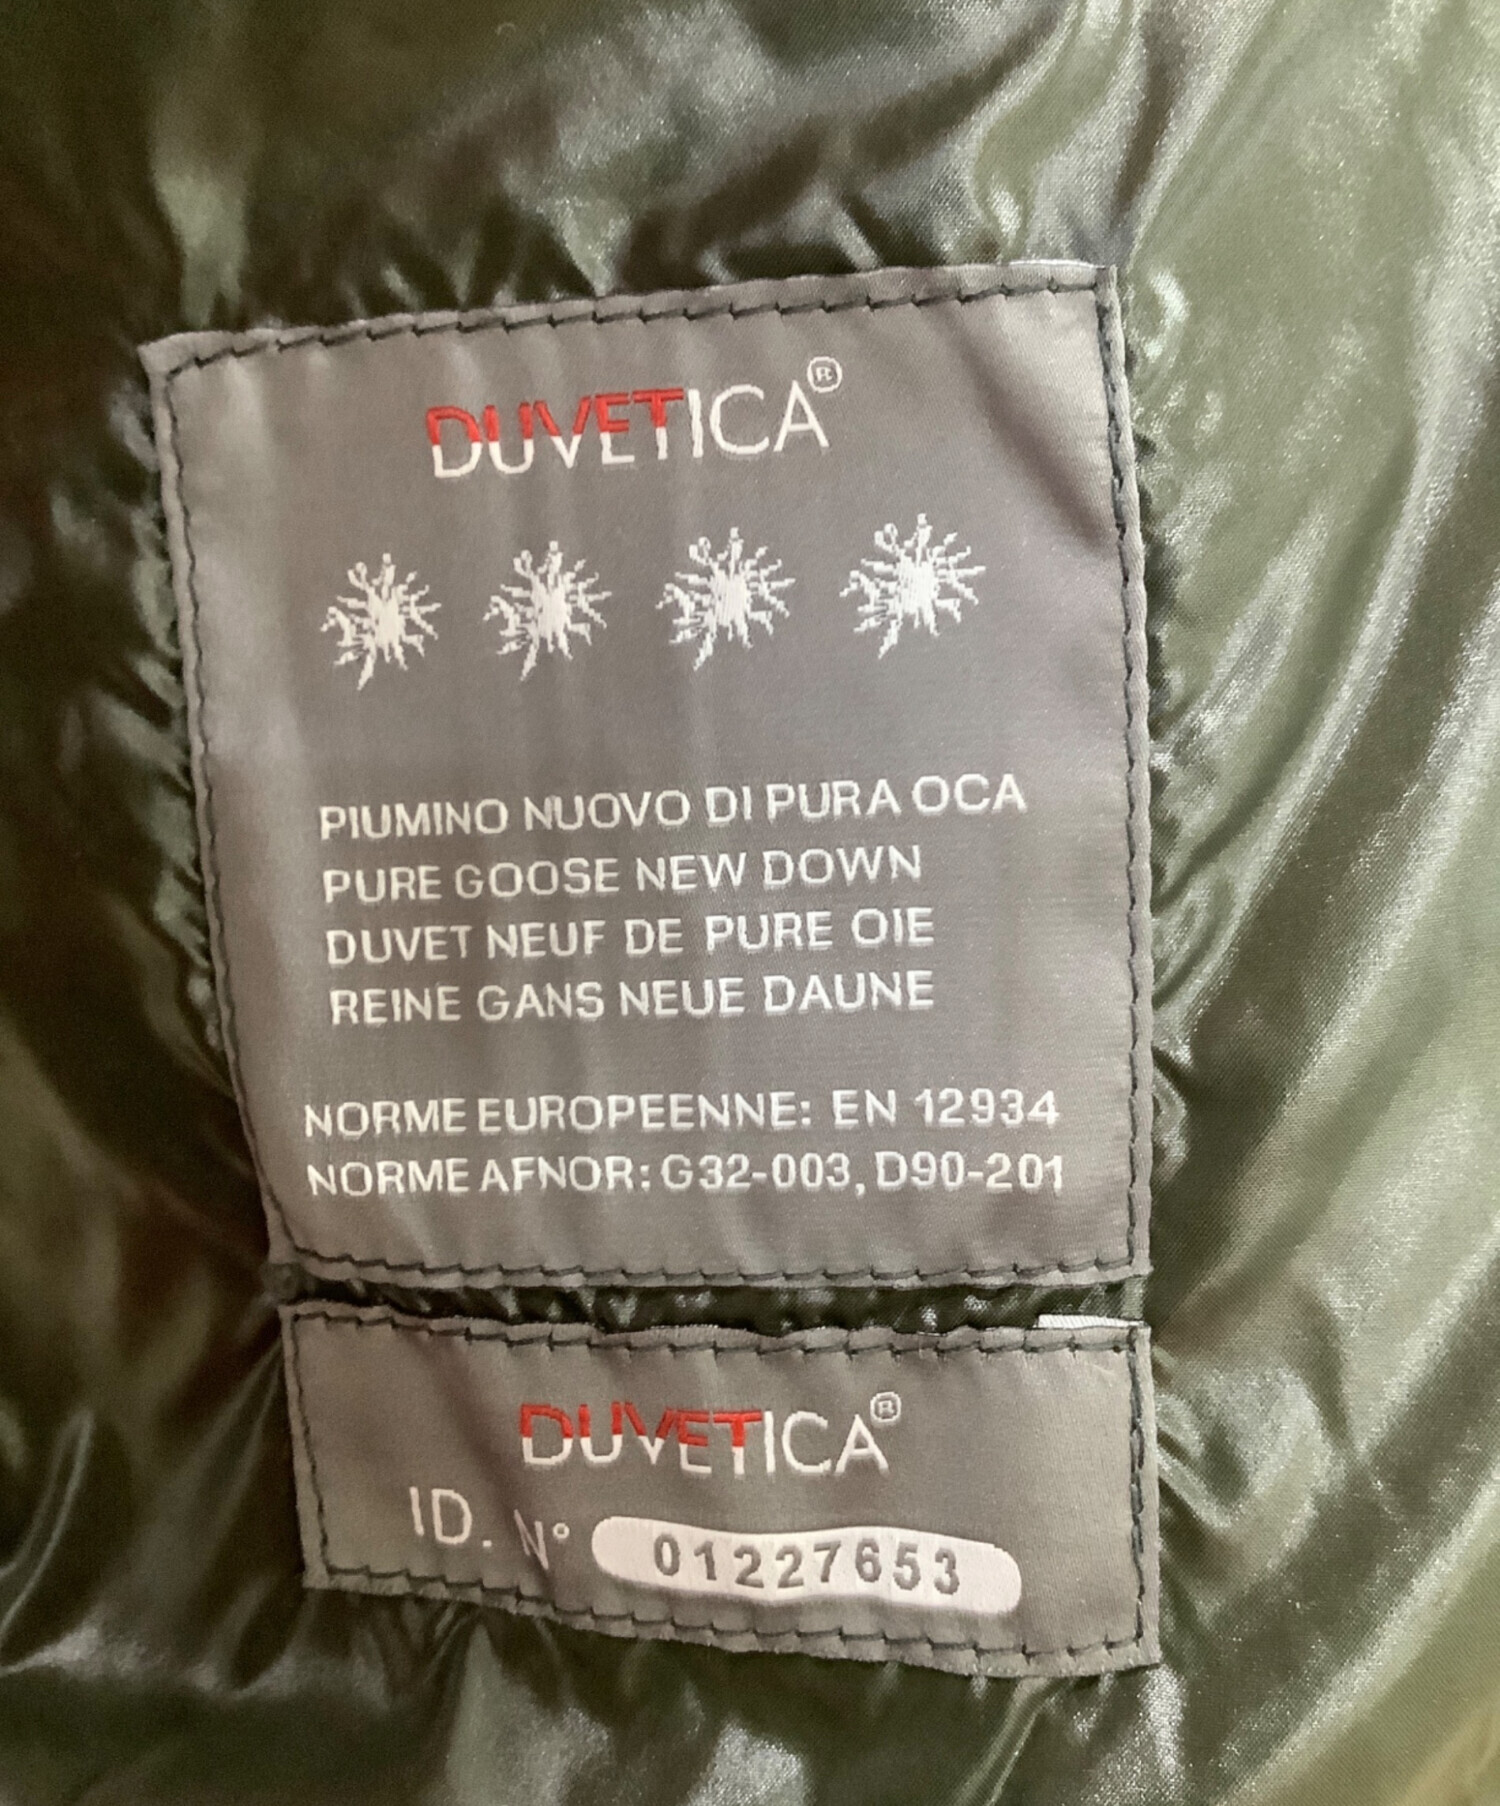 DUVETICA®
PIUMINO NUOVO DI PURA OCA
PURE GOOSE NEW DOWN
DUVET NEUF DE PURE OIE
REINE GANS NEUE DAUNE
NORME EUROPEENNE: EN 12934
NORME AFNOR: G32-003, D90-201
DUVETICA®
ID. N° 01227653